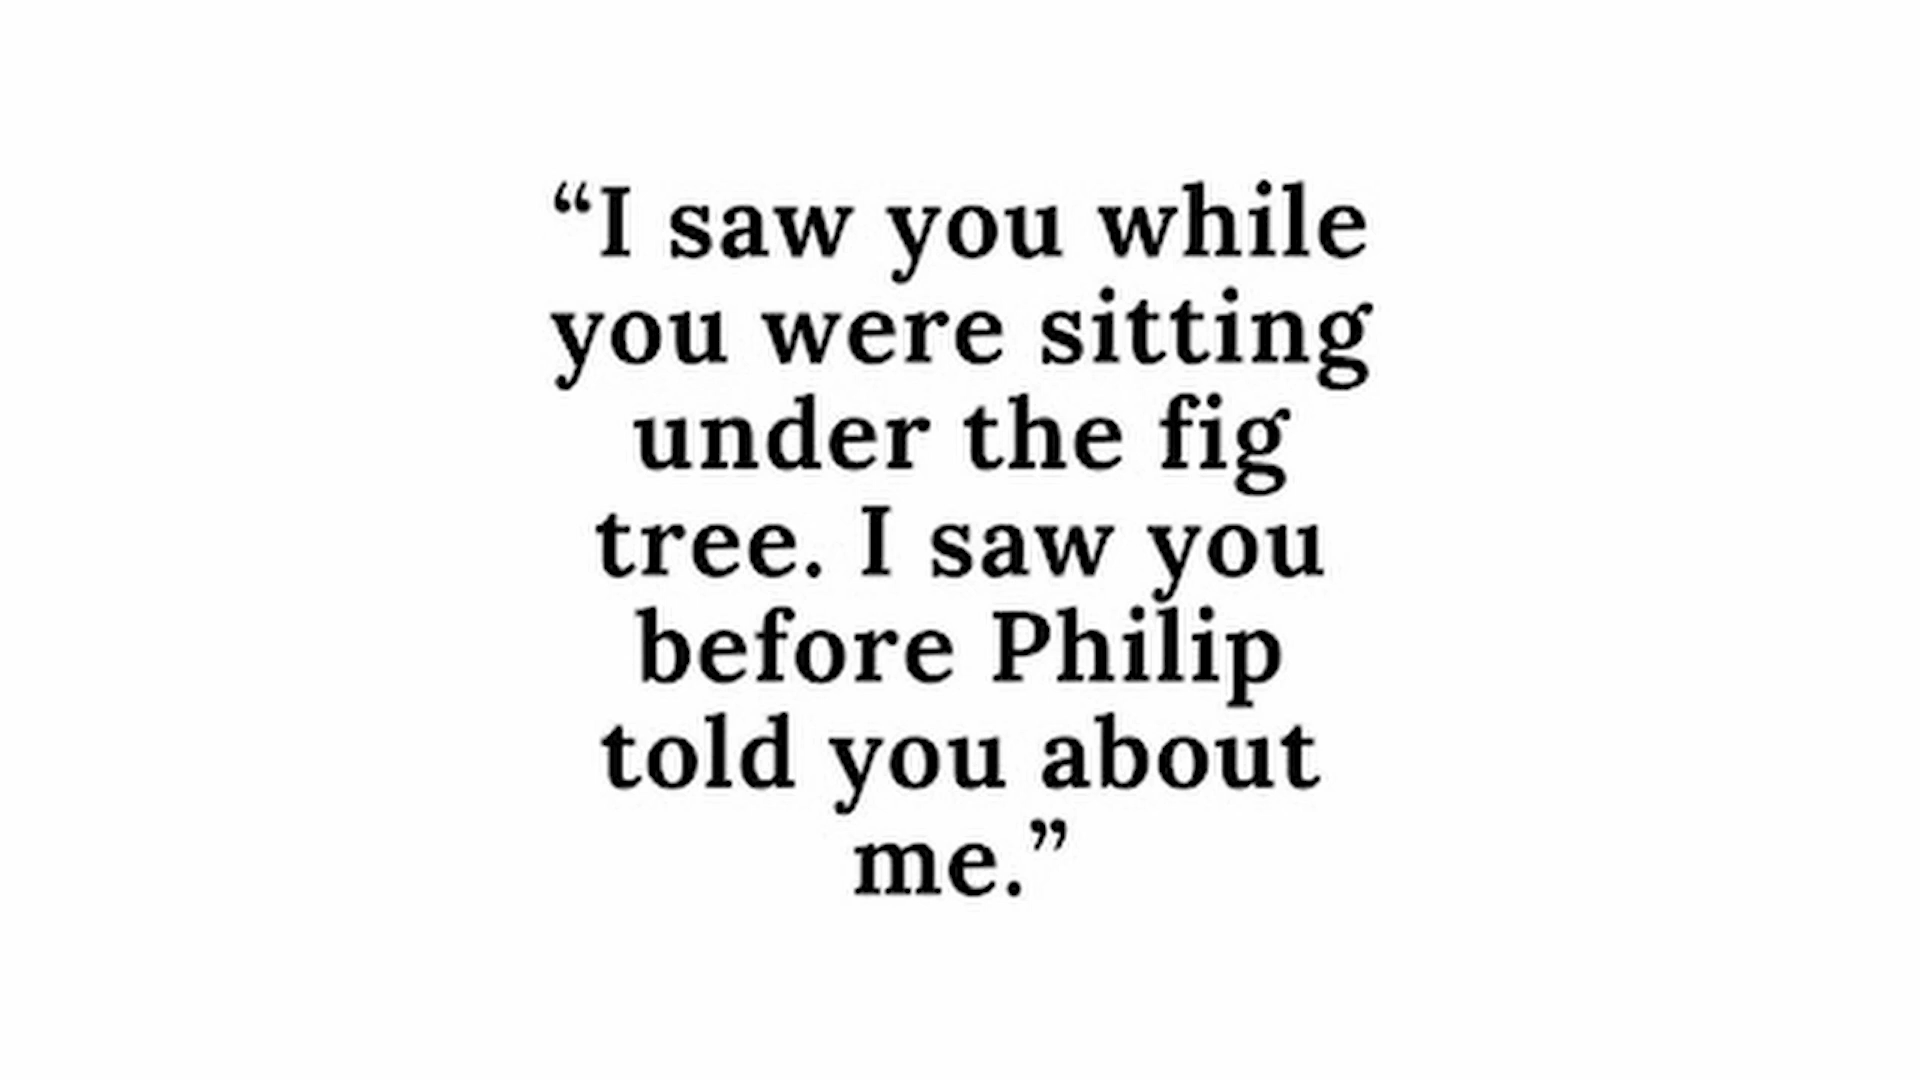 “I saw you while
you were sitting
under the fig
tree. I saw you
before Philip
told you about
me.”